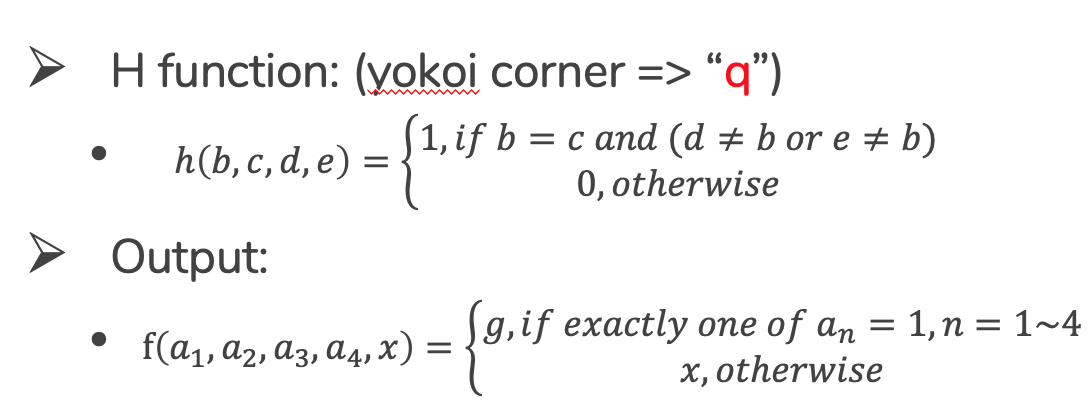 ➢ H function: (yokoi corner => “q”)
• h(b, c, d, e) = {1, if b = c and (d ≠ b or e ≠ b)
0, otherwise
➢ Output:
• f(a₁, a₂, a₃, a₄, x) = {g, if exactly one of aₙ = 1, n = 1~4
x, otherwise